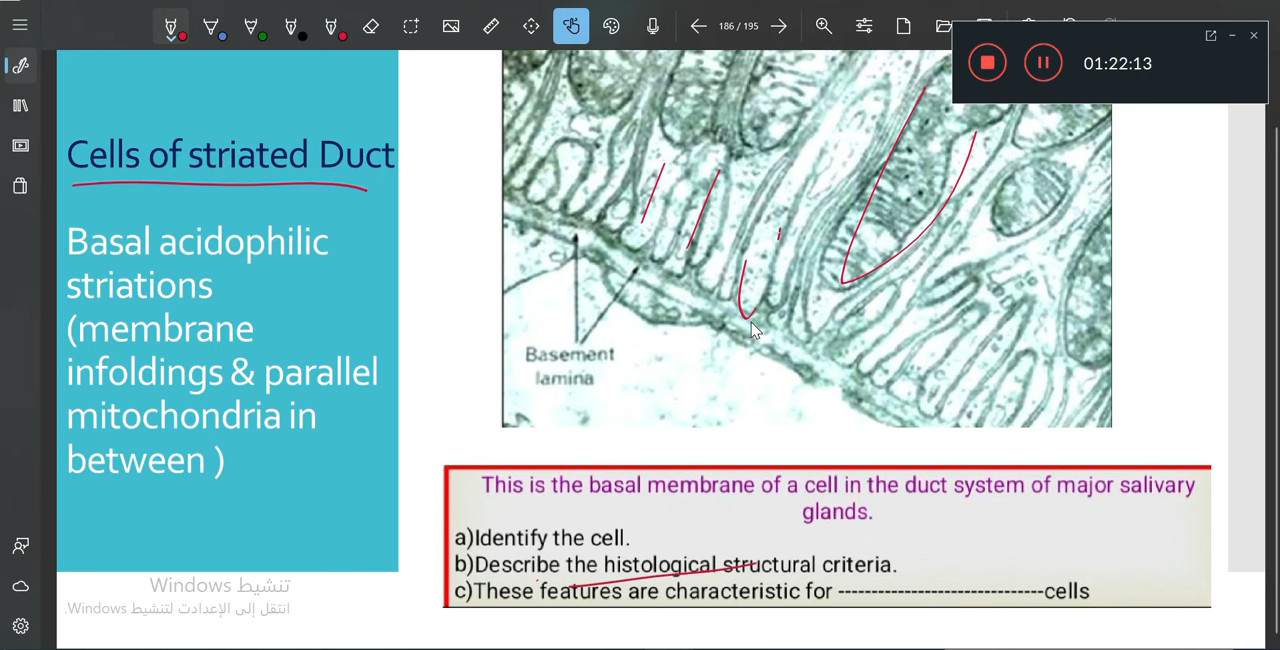 186 / 195
01:22:13
Cells of striated Duct
Basal acidophilic
striations
(membrane
infoldings & parallel
mitochondria in
between )
Basement
lamina
This is the basal membrane of a cell in the duct system of major salivary
glands.
a)Identify the cell.
b)Describe the histological structural criteria.
c)These features are characteristic for ------------------------------cells
تنشيط Windows
انتقل إلى الإعدادت لتنشيط Windows.